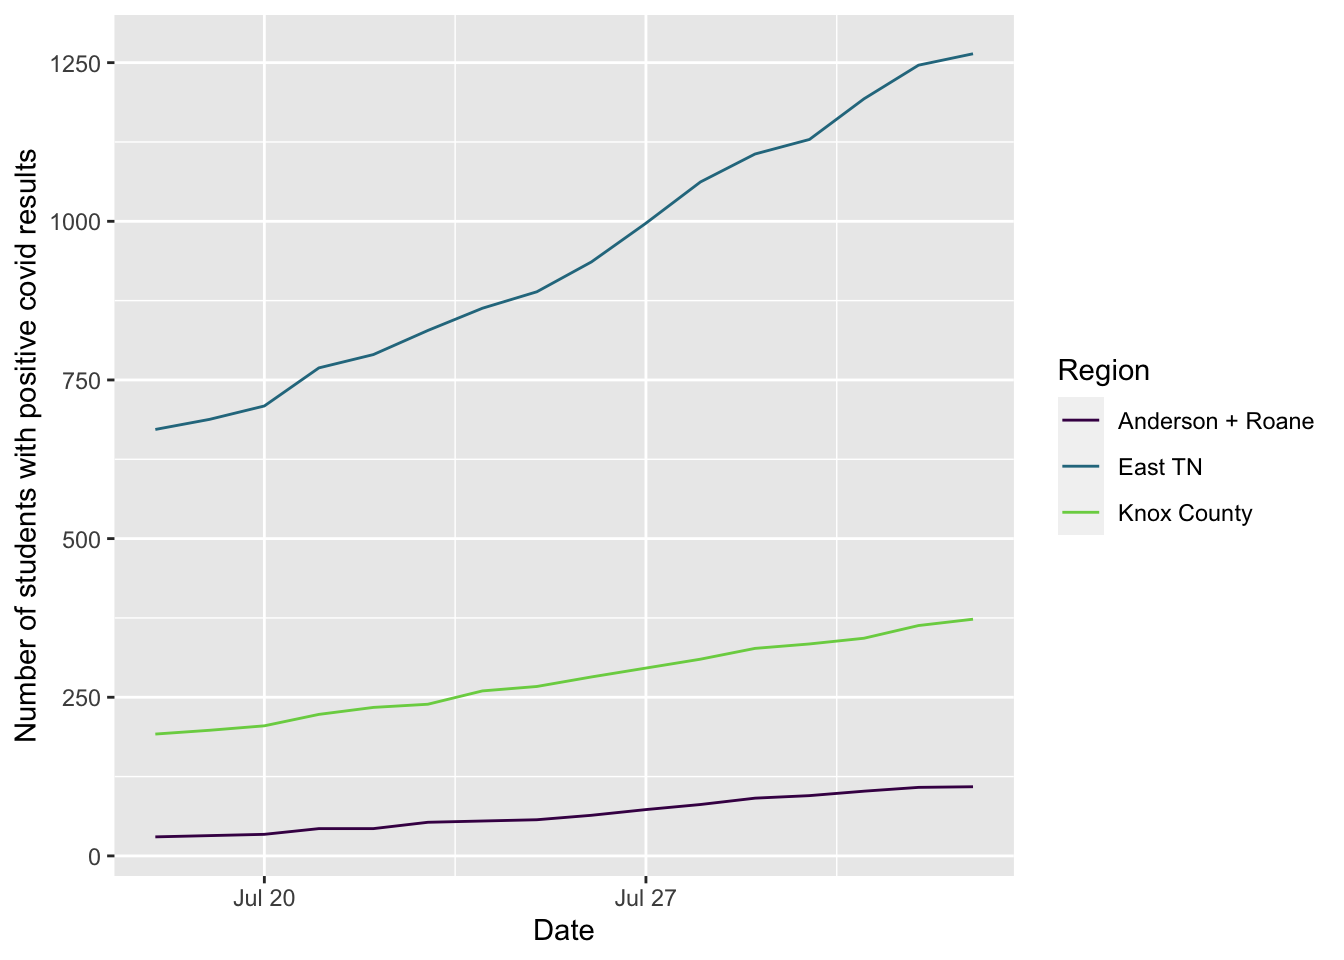 Number of students with positive covid results
1250
1000
750
500
250
0
Jul 20
Jul 27
Date
Region
Anderson + Roane
East TN
Knox County